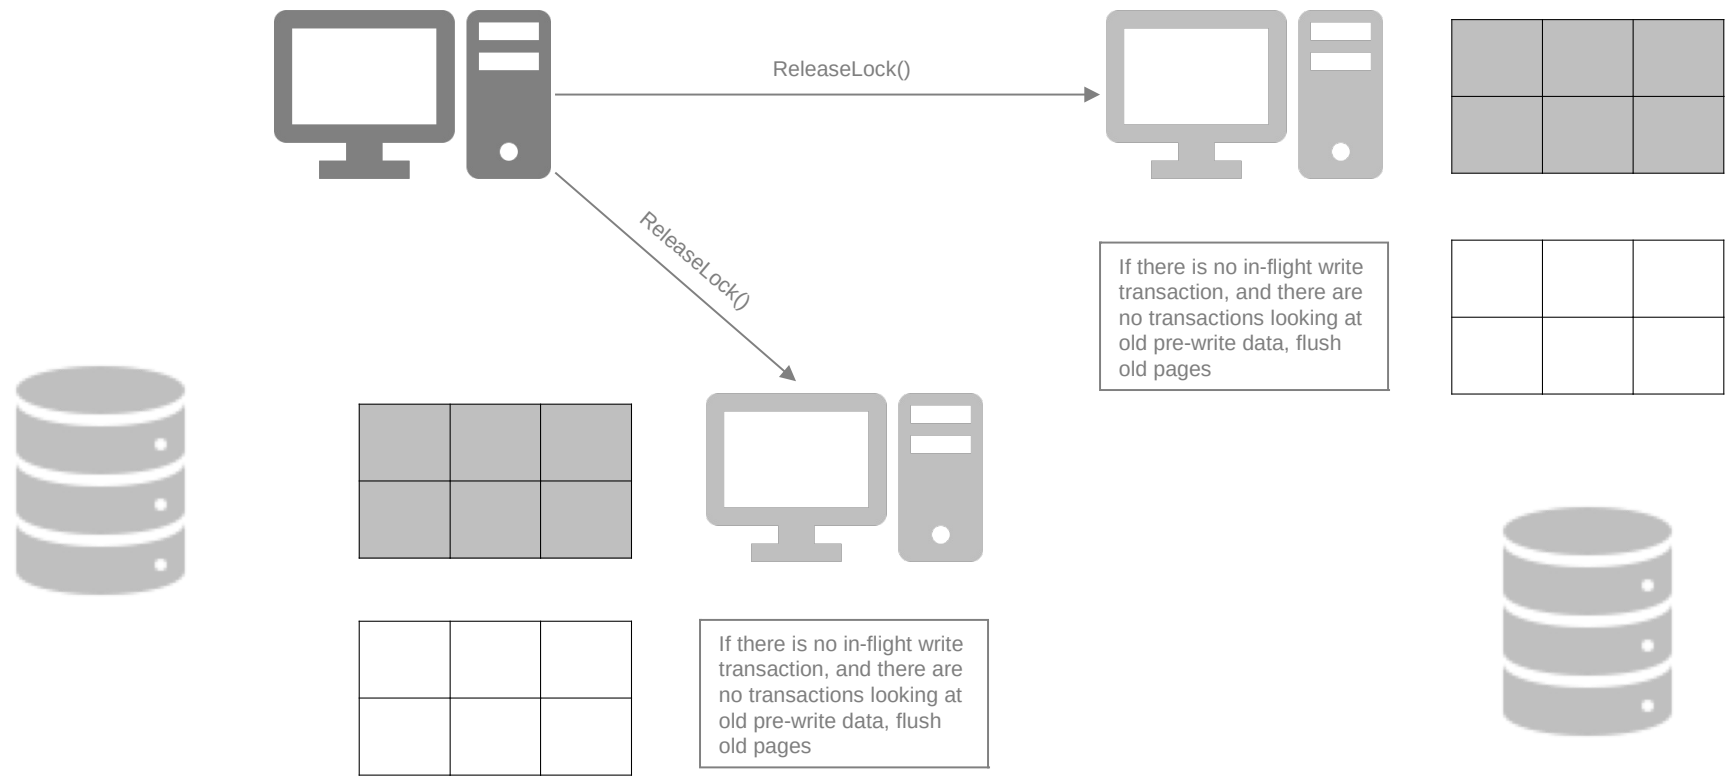 ReleaseLock()
ReleaseLock()
If there is no in-flight write
transaction, and there are
no transactions looking at
old pre-write data, flush
old pages
If there is no in-flight write
transaction, and there are
no transactions looking at
old pre-write data, flush
old pages